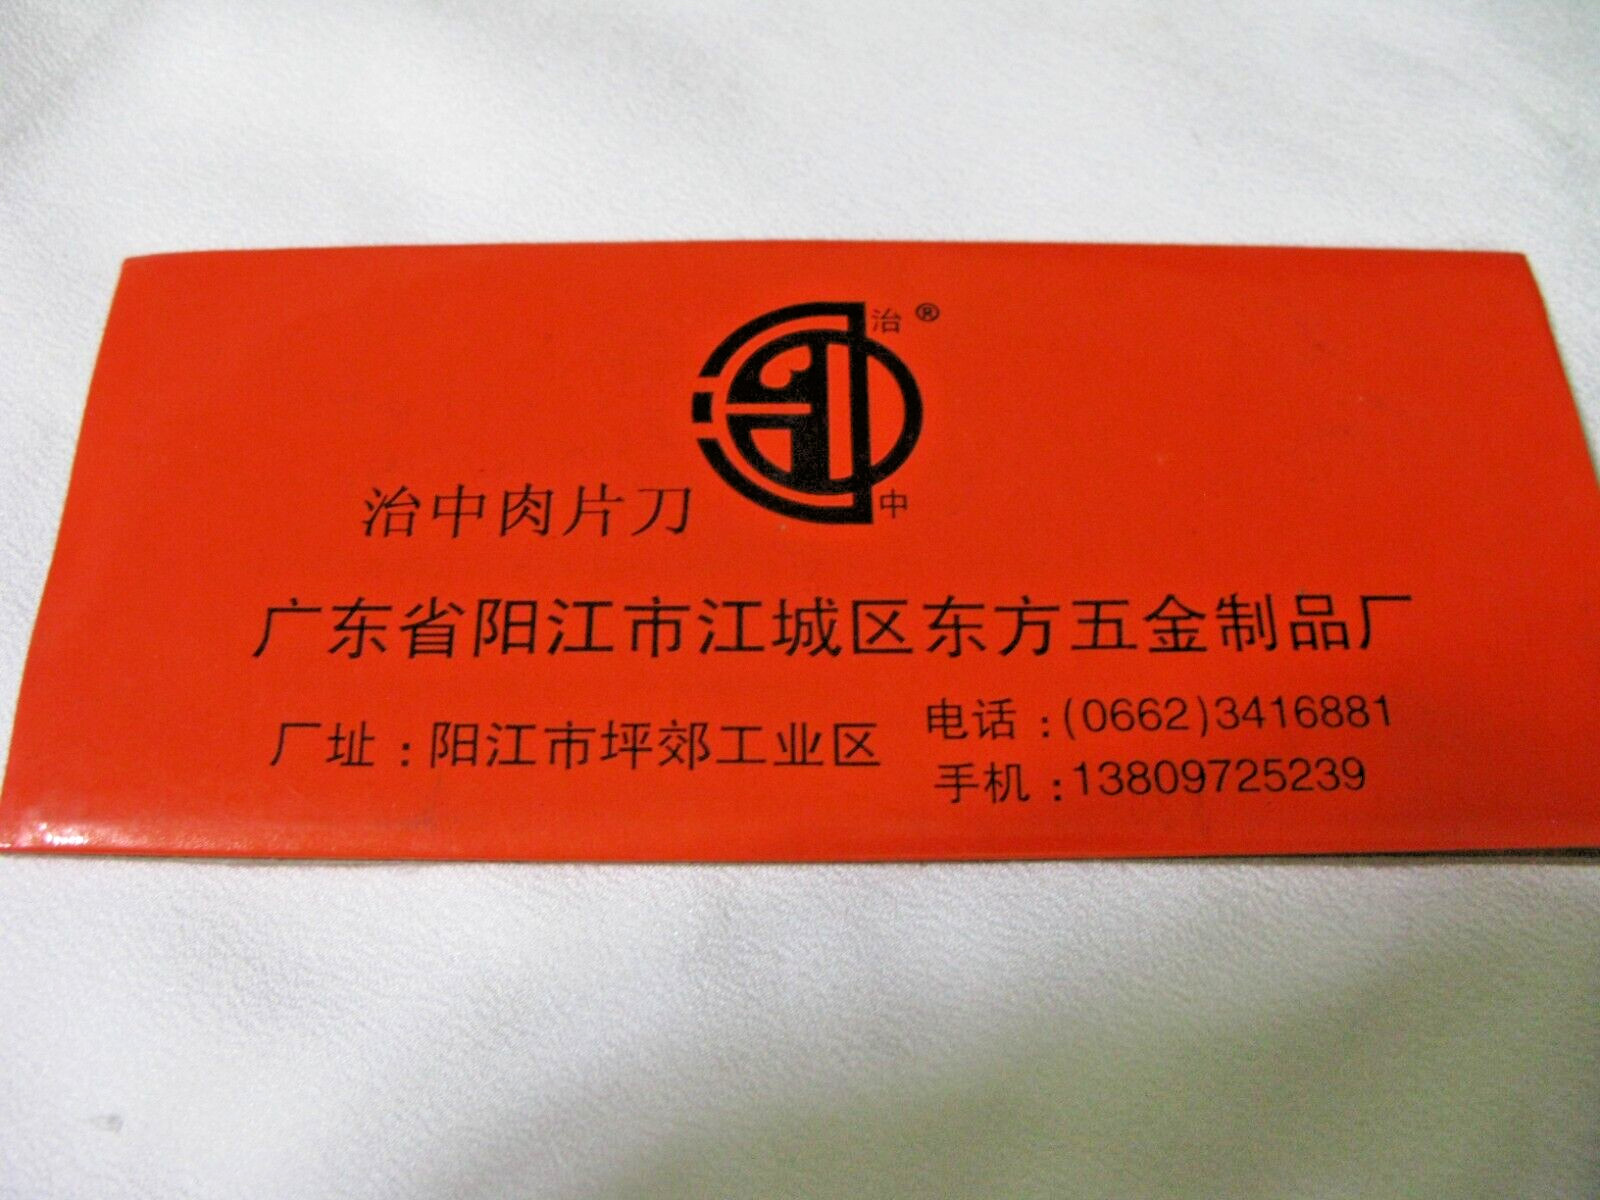 治®
中
治中肉片刀
广东省阳江市江城区东方五金制品厂
厂址：阳江市坪郊工业区
电话：(0662)3416881
手机：13809725239